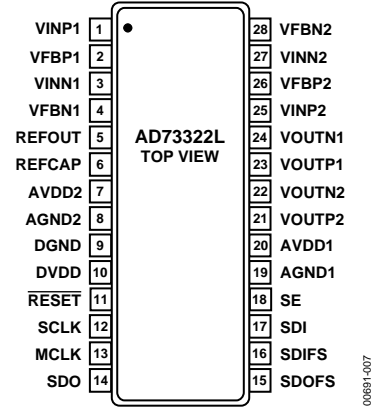 VINP1 1 28 VFBN2
VFBP1 2 27 VINN2
VINN1 3 26 VFBP2
VFBN1 4 25 VINP2
REFOUT 5 AD73322L 24 VOUTN1
TOP VIEW
REFCAP 6 23 VOUTP1
AVDD2 7 22 VOUTN2
AGND2 8 21 VOUTP2
DGND 9 20 AVDD1
DVDD 10 19 AGND1
RESET 11 18 SE
SCLK 12 17 SDI
MCLK 13 16 SDIFS
SDO 14 15 SDOFS
00691-007